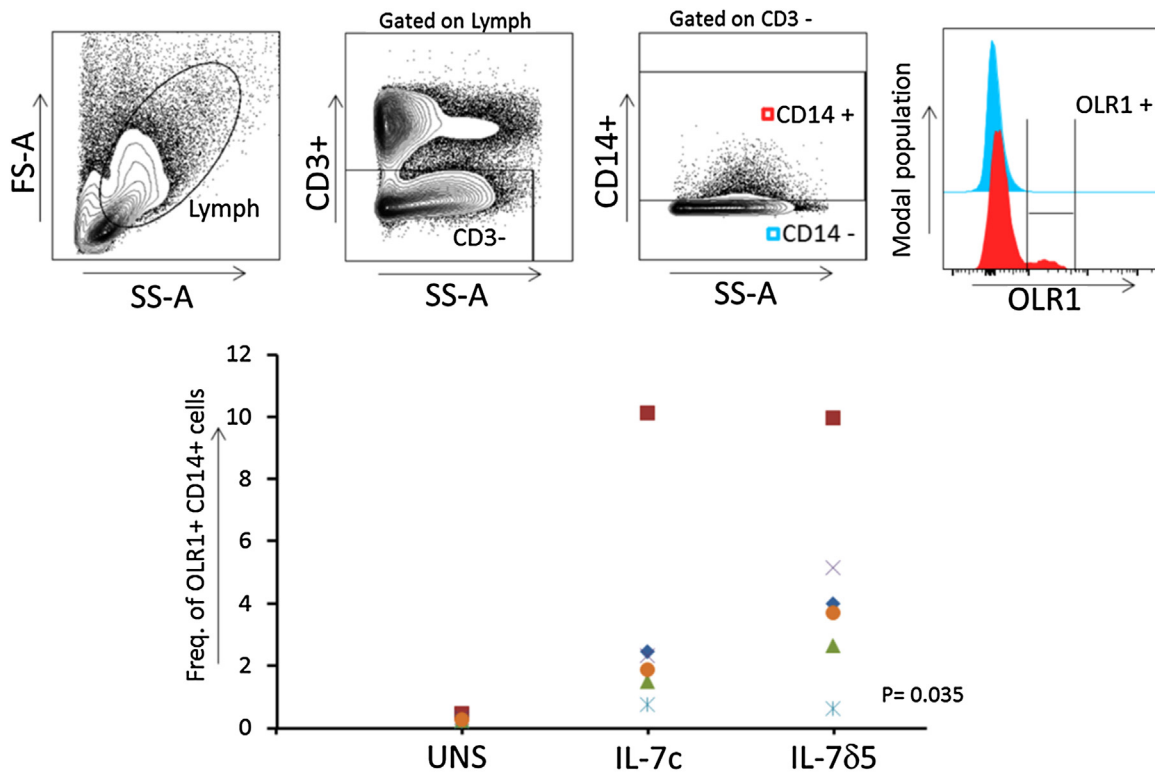 Gated on Lymph
Gated on CD3 -
FS-A
Lymph
SS-A
CD3+
CD3-
SS-A
CD14+
CD14 +
CD14 -
SS-A
Modal population
OLR1 +
OLR1
Freq. of OLR1+ CD14+ cells
12
10
8
6
4
2
0
P= 0.035
UNS
IL-7c
IL-7δ5